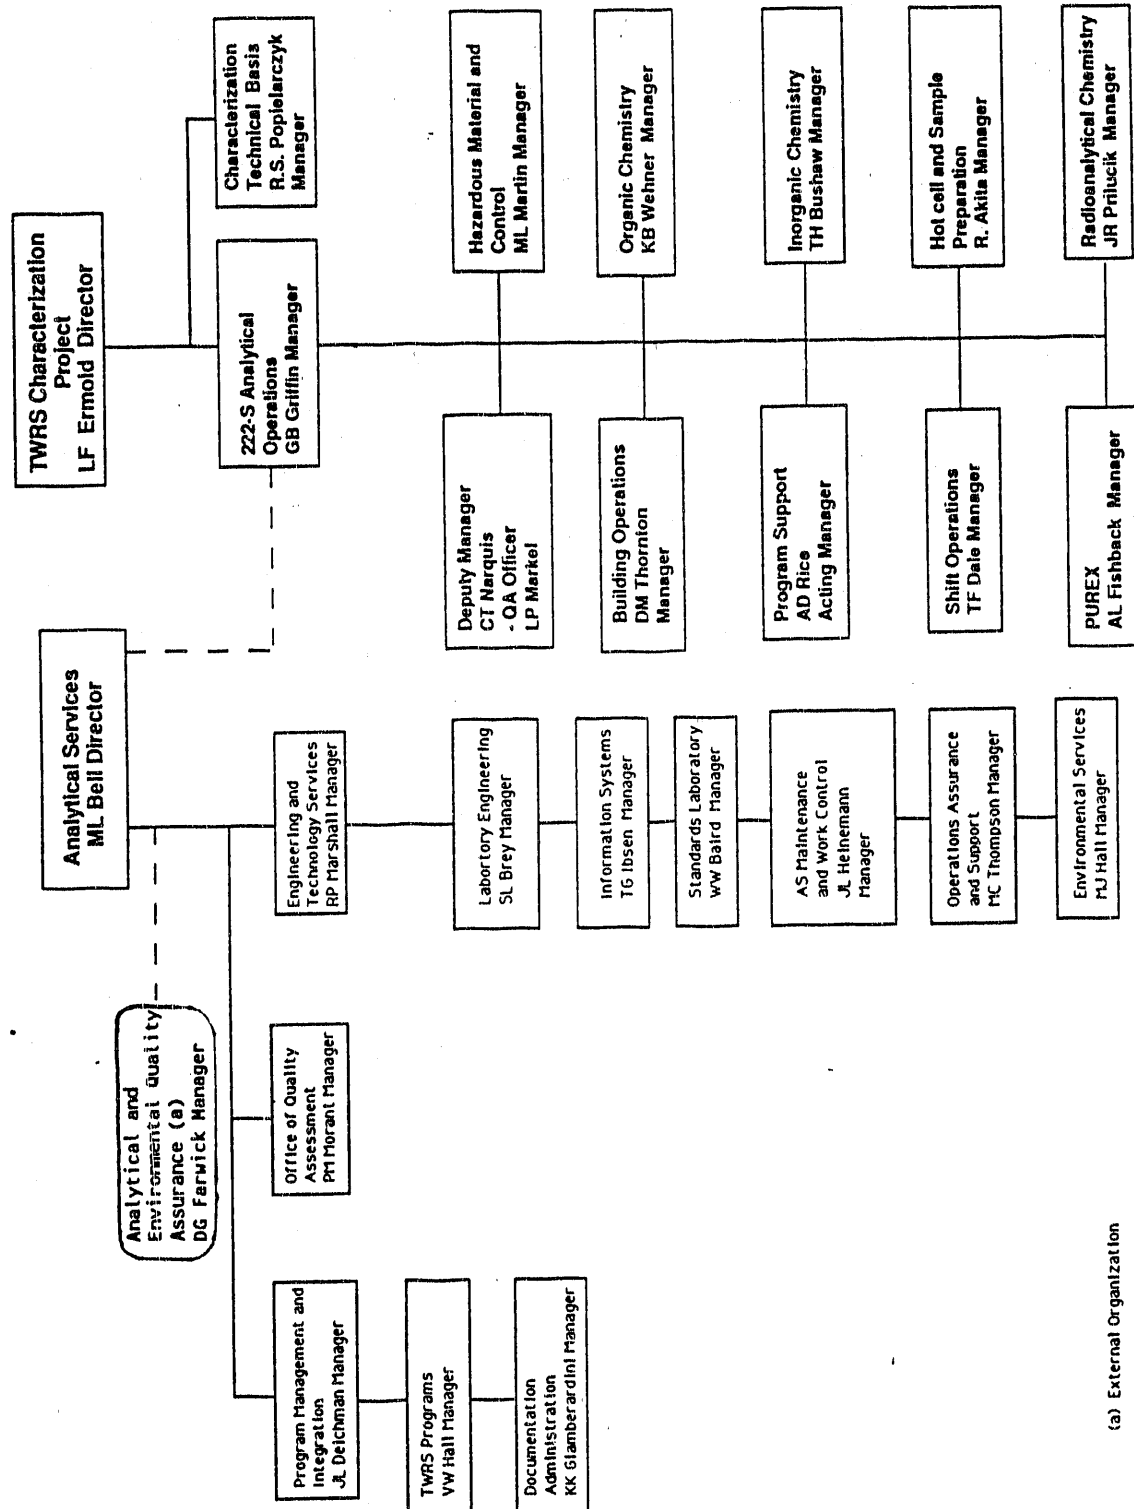 TWRS Characterization
Project
LF Ermold Director
Characterization
Technical Basis
R.S. Popielarczyk
Manager
222-S Analytical
Operations
GB Griffin Manager
Hazardous Material and
Control
ML Martin Manager
Organic Chemistry
KB Wehner Manager
Inorganic Chemistry
TH Bushaw Manager
Hot cell and Sample
Preparation
R. Akita Manager
Radioanalytical Chemistry
JR Prilucik Manager
Deputy Manager
CT Narquis
- QA Officer
LP Markel
Building Operations
DM Thornton
Manager
Program Support
AD Rice
Acting Manager
Shift Operations
TF Dale Manager
PUREX
AL Fishback Manager
Analytical Services
ML Bell Director
Analytical and
Environmental Quality
Assurance (a)
DG Farwick Manager
Engineering and
Technology Services
RP Marshall Manager
Labortory Engineering
SL Brey Manager
Information Systems
TG Ibsen Manager
Standards Laboratory
WW Baird Manager
AS Maintenance
and Work Control
JL Heinemann
Manager
Operations Assurance
and Support
MC Thompson Manager
Environmental Services
MJ Hall Manager
Office of Quality
Assessment
PM Morant Manager
Program Management and
Integration
JL Deichman Manager
TWRS Programs
VW Hall Manager
Documentation
Administration
KK Giamberardini Manager
(a) External Organization